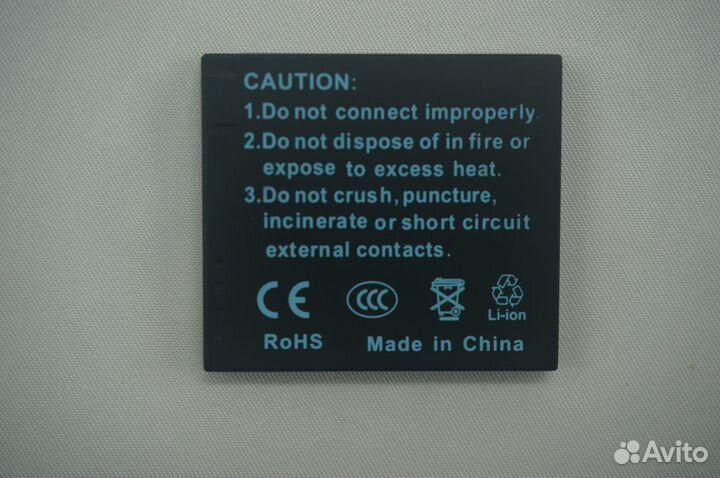 CAUTION:
1.Do not connect improperly.
2.Do not dispose of in fire or
expose to excess heat.
3.Do not crush, puncture,
incinerate or short circuit
external contacts.
CE CCC
Li-ion
RoHS Made in China
Avito